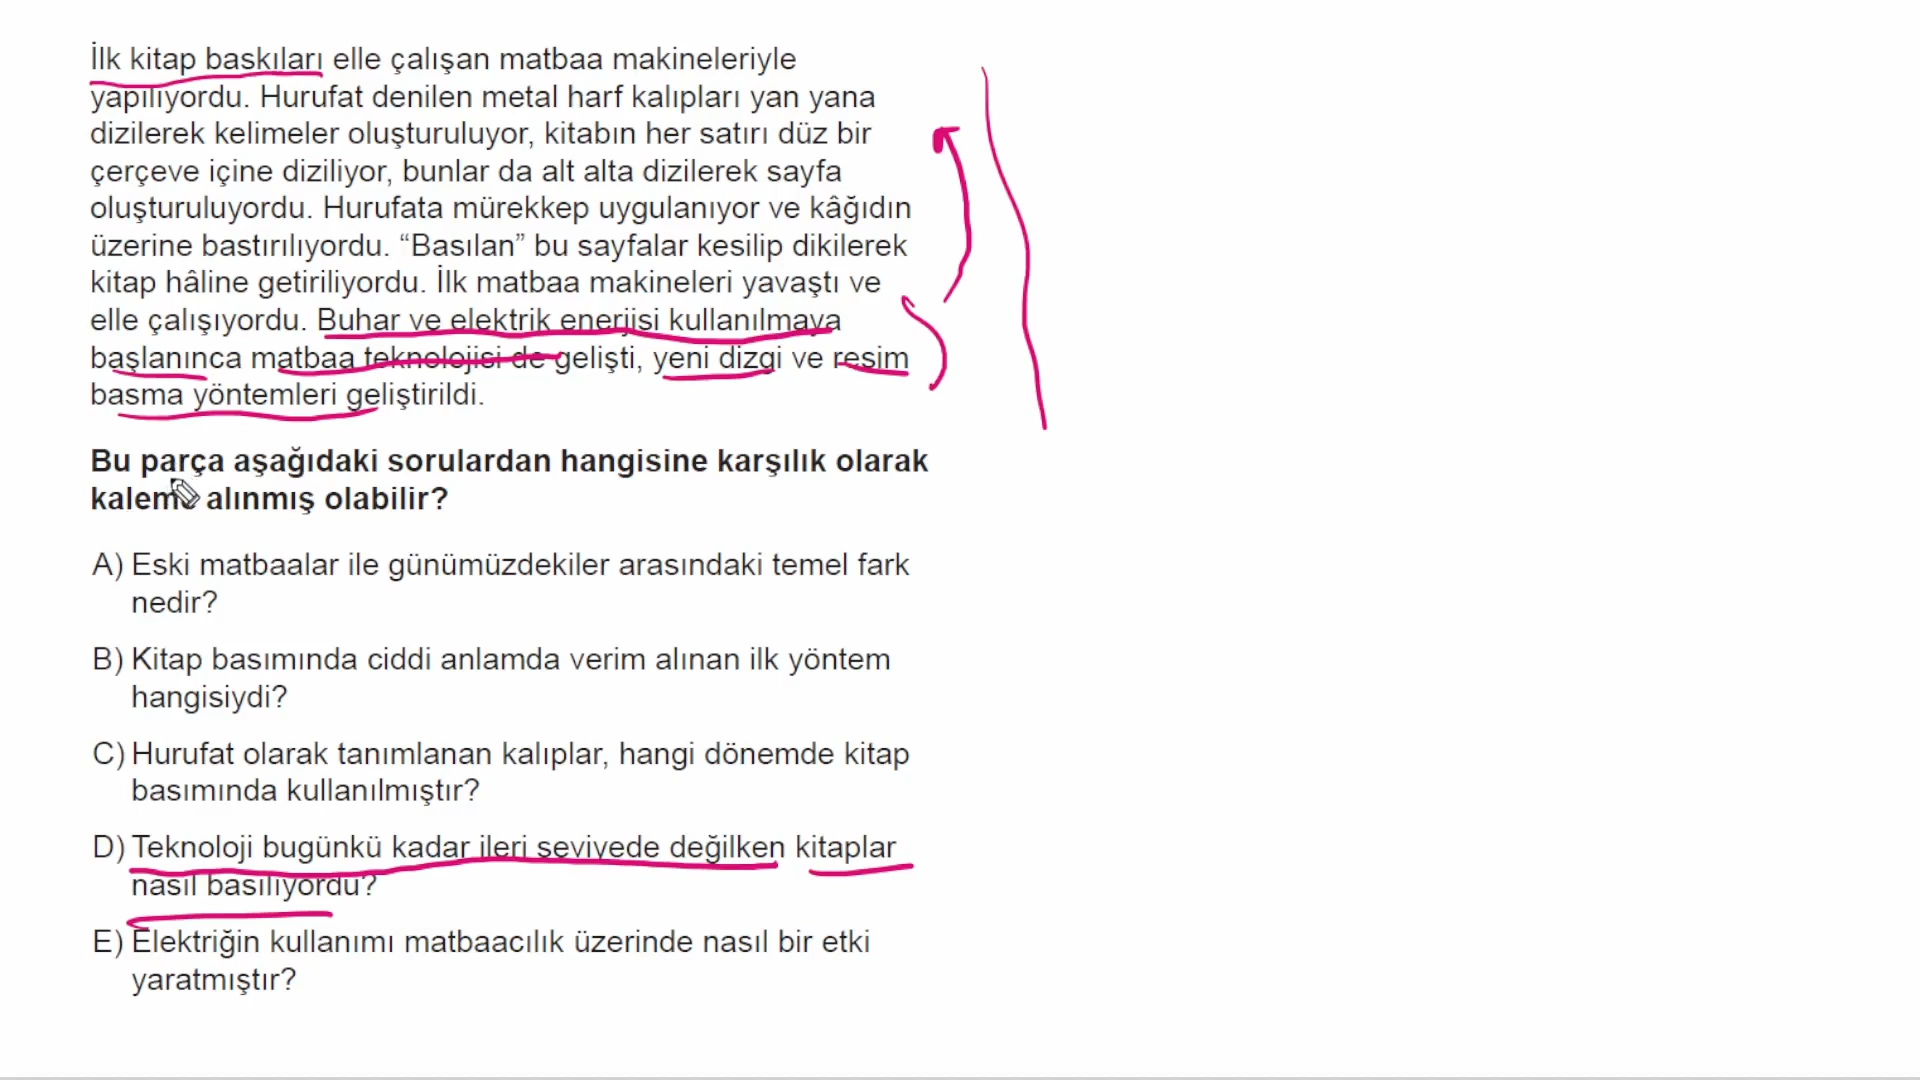 İlk kitap baskıları elle çalışan matbaa makineleriyle
yapılıyordu. Hurufat denilen metal harf kalıpları yan yana
dizilerek kelimeler oluşturuluyor, kitabın her satırı düz bir
çerçeve içine diziliyor, bunlar da alt alta dizilerek sayfa
oluşturuluyordu. Hurufata mürekkep uygulanıyor ve kâğıdın
üzerine bastırılıyordu. “Basılan” bu sayfalar kesilip dikilerek
kitap hâline getiriliyordu. İlk matbaa makineleri yavaştı ve
elle çalışıyordu. Buhar ve elektrik enerjisi kullanılmaya
başlanınca matbaa teknolojisi de gelişti, yeni dizgi ve resim
basma yöntemleri geliştirildi.
Bu parça aşağıdaki sorulardan hangisine karşılık olarak
kaleme alınmış olabilir?
A) Eski matbaalar ile günümüzdekiler arasındaki temel fark
nedir?
B) Kitap basımında ciddi anlamda verim alınan ilk yöntem
hangisiydi?
C) Hurufat olarak tanımlanan kalıplar, hangi dönemde kitap
basımında kullanılmıştır?
D) Teknoloji bugünkü kadar ileri seviyede değilken kitaplar
nasıl basılıyordu?
E) Elektriğin kullanımı matbaacılık üzerinde nasıl bir etki
yaratmıştır?